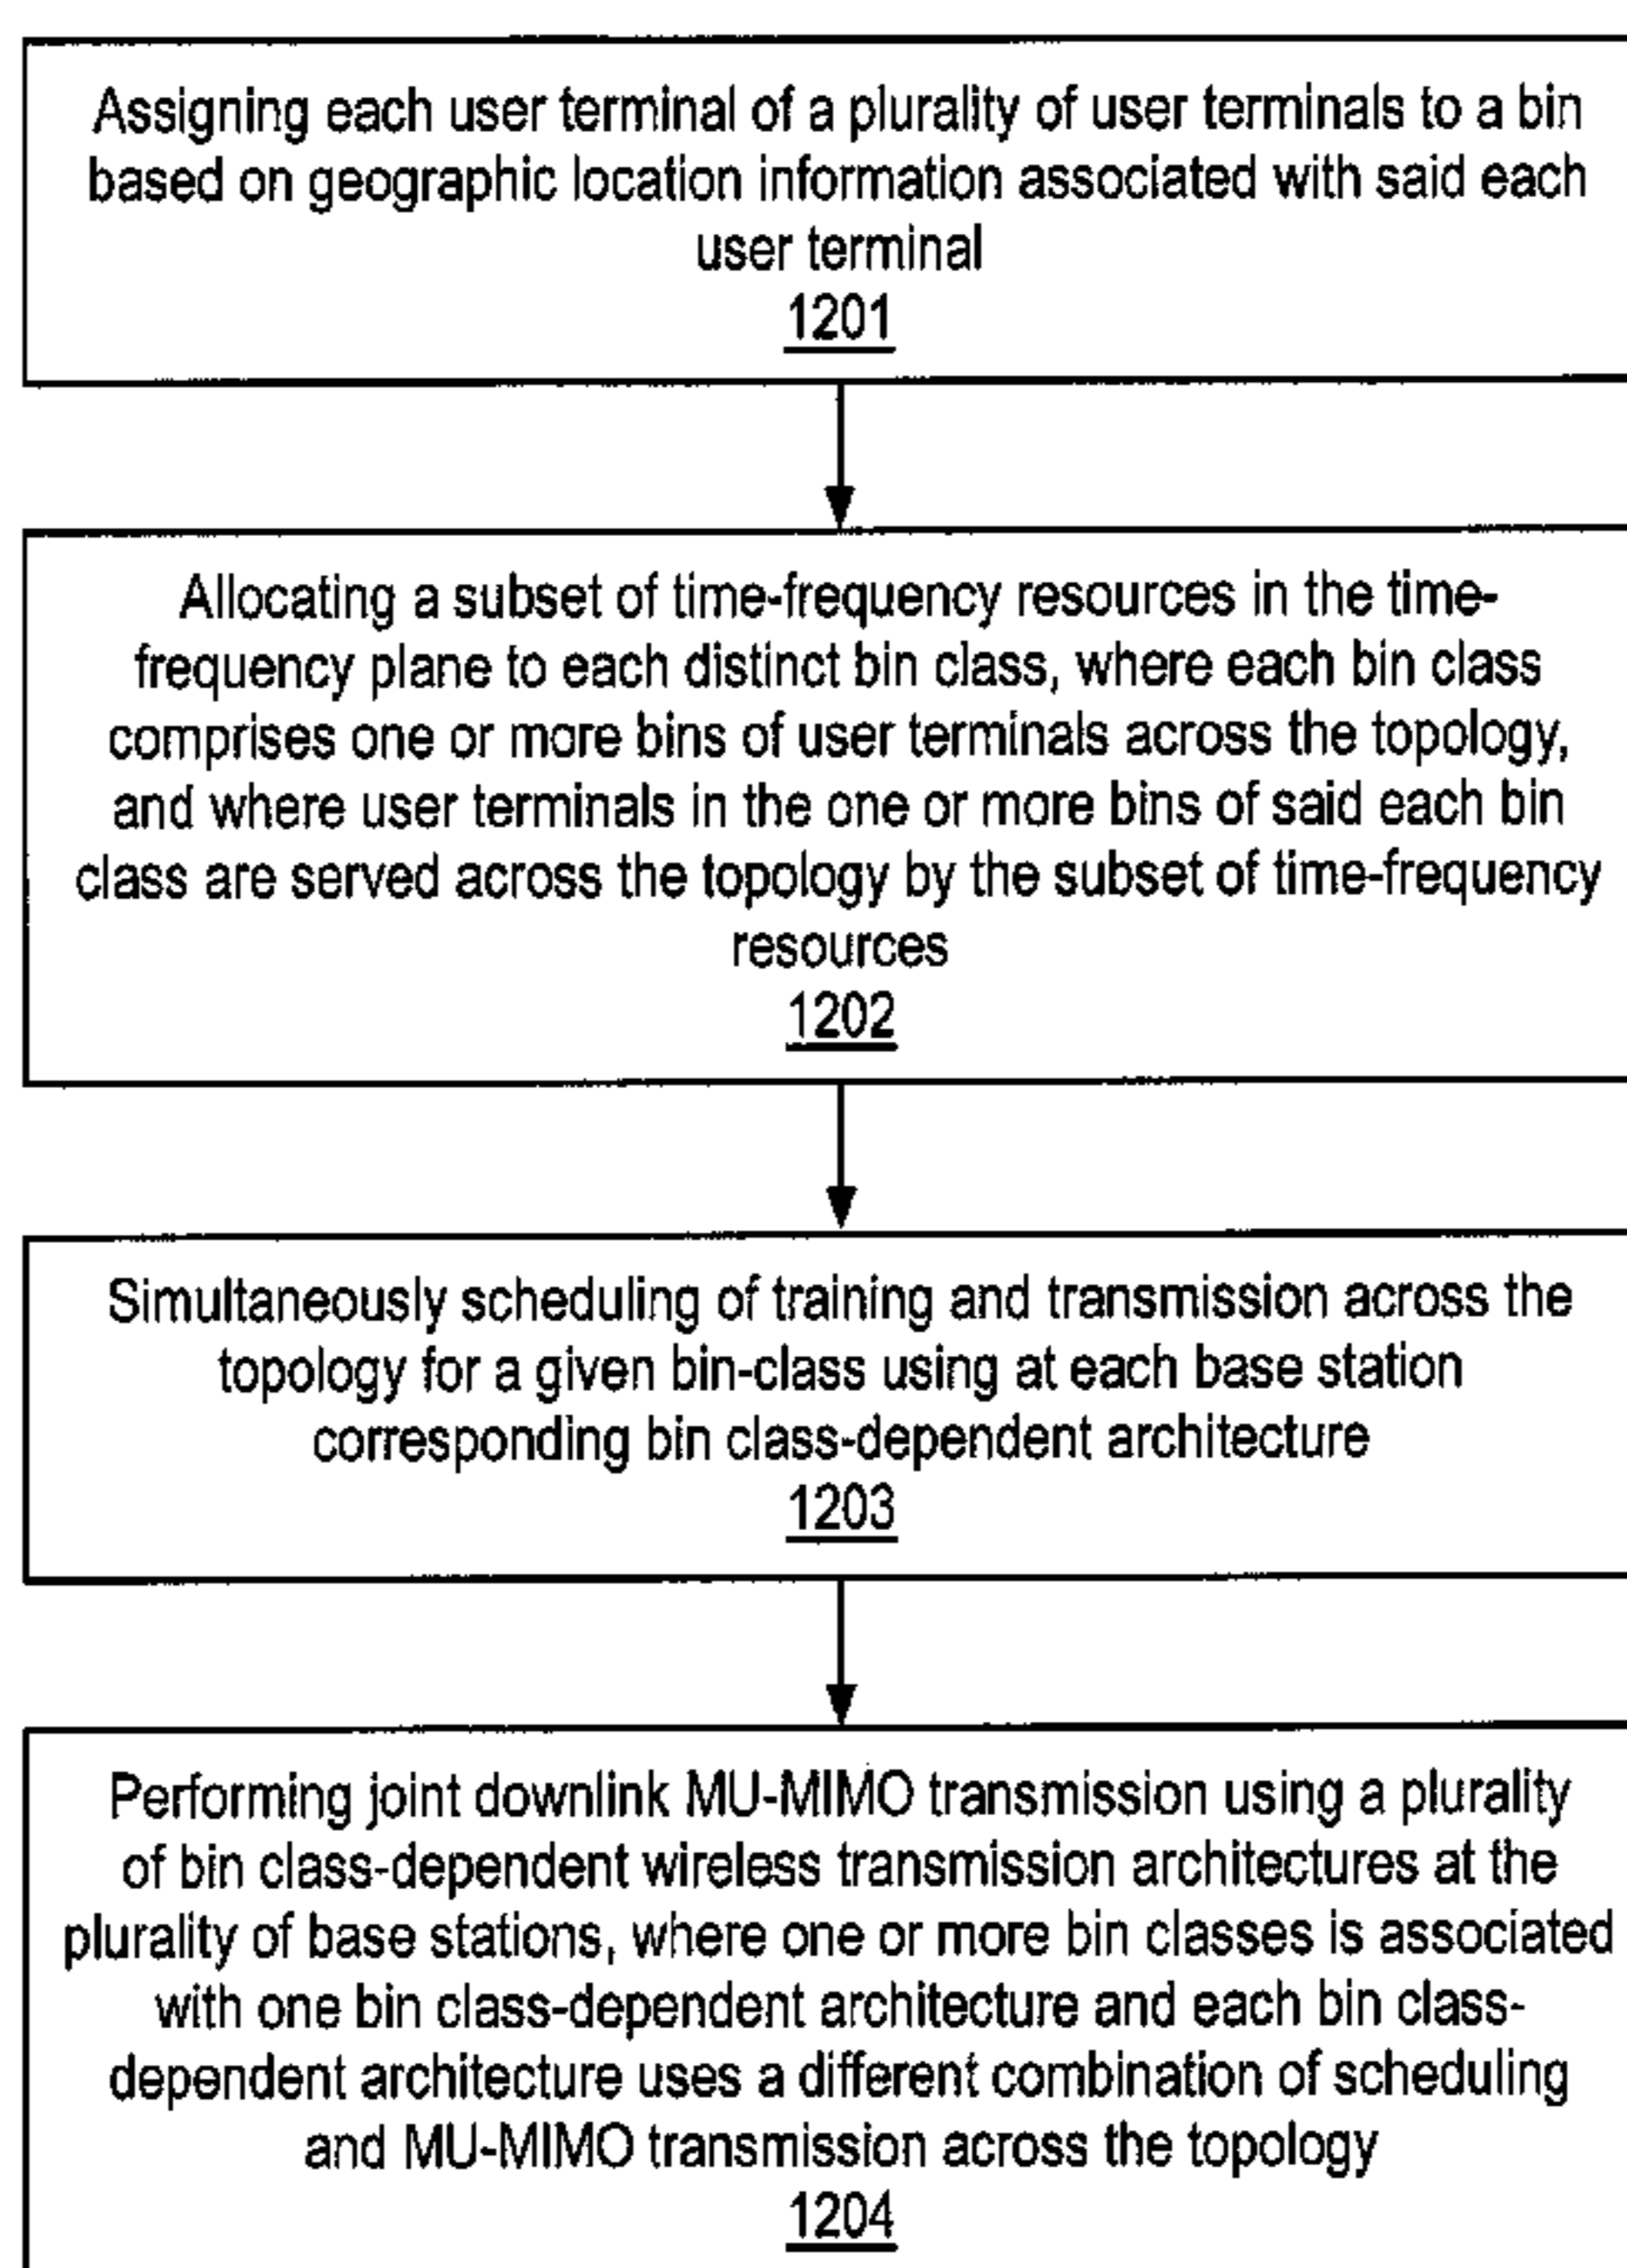 Assigning each user terminal of a plurality of user terminals to a bin
based on geographic location information associated with said each
user terminal
1201
Allocating a subset of time-frequency resources in the time-
frequency plane to each distinct bin class, where each bin class
comprises one or more bins of user terminals across the topology,
and where user terminals in the one or more bins of said each bin
class are served across the topology by the subset of time-frequency
resources
1202
Simultaneously scheduling of training and transmission across the
topology for a given bin-class using at each base station
corresponding bin class-dependent architecture
1203
Performing joint downlink MU-MIMO transmission using a plurality
of bin class-dependent wireless transmission architectures at the
plurality of base stations, where one or more bin classes is associated
with one bin class-dependent architecture and each bin class-
dependent architecture uses a different combination of scheduling
and MU-MIMO transmission across the topology
1204